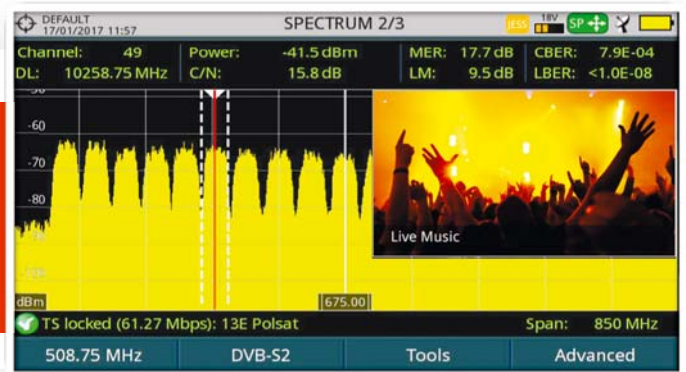 DEFAULT
17/01/2017 11:57
SPECTRUM 2/3
JESS
18V
SP
Channel: 49
Power: -41.5 dBm
MER: 17.7 dB
CBER: 7.9E-04
DL: 10258.75 MHz
C/N: 15.8 dB
LM: 9.5 dB
LBER: <1.0E-08
-60
-70
-80
Live Music
dBm
675.00
TS locked (61.27 Mbps): 13E Polsat
Span: 850 MHz
508.75 MHz
DVB-S2
Tools
Advanced